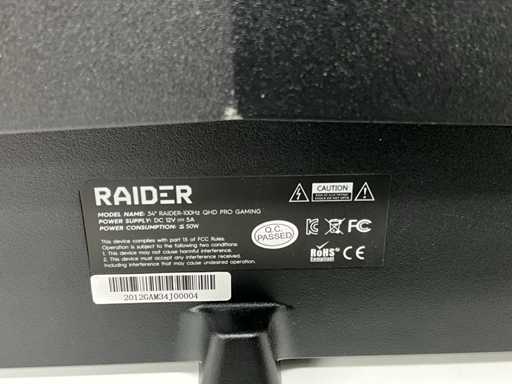 RAIDER
MODEL NAME: 34" RAIDER-100Hz QHD PRO GAMING
POWER SUPPLY: DC 12V ⎓ 5A
POWER CONSUMPTION: ≤ 50W
This device complies with part 15 of FCC Rules.
Operation is subject to the following two conditions:
1. This device may not cause harmful interference.
2. This device must accept any interference received,
including interference that may cause undesired operation.
2012GAM34J00004
CAUTION
Q.C.
PASSED
FC
RoHS
Compliant
CE